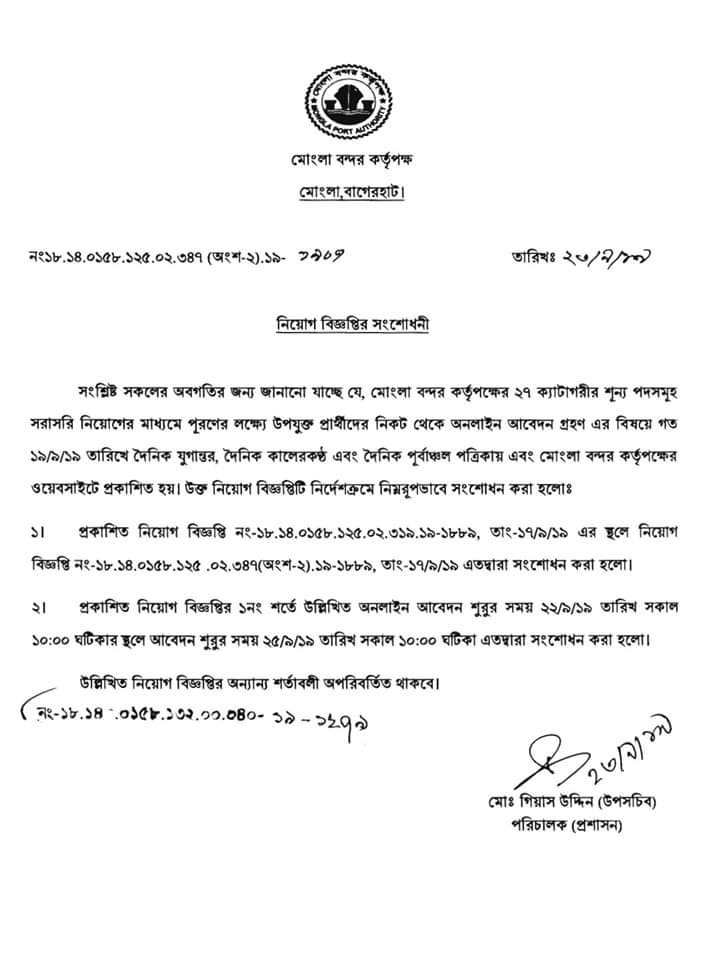 মোংলা বন্দর কর্তৃপক্ষ
MONGLA PORT AUTHORITY
মোংলা বন্দর কর্তৃপক্ষ
মোংলা,বাগেরহাট।
নং১৮.১৪.০১৫৮.১২৫.০২.৩৪৭ (অংশ-২).১৯-
তারিখঃ ২৩/৯/১৯
নিয়োগ বিজ্ঞপ্তির সংশোধনী
সংশ্লিষ্ট সকলের অবগতির জন্য জানানো যাচ্ছে যে, মোংলা বন্দর কর্তৃপক্ষের ২৭ ক্যাটাগরীর শূন্য পদসমূহ
সরাসরি নিয়োগের মাধ্যমে পূরণের লক্ষ্যে উপযুক্ত প্রার্থীদের নিকট থেকে অনলাইন আবেদন গ্রহণ এর বিষয়ে গত
১৯/৯/১৯ তারিখে দৈনিক যুগান্তর, দৈনিক কালেরকণ্ঠ এবং দৈনিক পূর্বাঞ্চল পত্রিকায় এবং মোংলা বন্দর কর্তৃপক্ষের
ওয়েবসাইটে প্রকাশিত হয়। উক্ত নিয়োগ বিজ্ঞপ্তিটি নির্দেশক্রমে নিম্নরূপভাবে সংশোধন করা হলোঃ
১। প্রকাশিত নিয়োগ বিজ্ঞপ্তি নং-১৮.১৪.০১৫৮.১২৫.০২.৩১৯.১৯-১৮৮৯, তাং-১৭/৯/১৯ এর স্থলে নিয়োগ
বিজ্ঞপ্তি নং-১৮.১৪.০১৫৮.১২৫ .০২.৩৪৭(অংশ-২).১৯-১৮৮৯, তাং-১৭/৯/১৯ এতদ্বারা সংশোধন করা হলো।
২। প্রকাশিত নিয়োগ বিজ্ঞপ্তির ১নং শর্তে উল্লিখিত অনলাইন আবেদন শুরুর সময় ২২/৯/১৯ তারিখ সকাল
১০:০০ ঘটিকার স্থলে আবেদন শুরুর সময় ২৫/৯/১৯ তারিখ সকাল ১০:০০ ঘটিকা এতদ্বারা সংশোধন করা হলো।
উল্লিখিত নিয়োগ বিজ্ঞপ্তির অন্যান্য শর্তাবলী অপরিবর্তিত থাকবে।
নং-১৮.১৪ .০১৫৮.১৩২.০০.০৪০- ১৯ - ১২৭৯
২৩/৯/১৯
মোঃ গিয়াস উদ্দিন (উপসচিব)
পরিচালক (প্রশাসন)